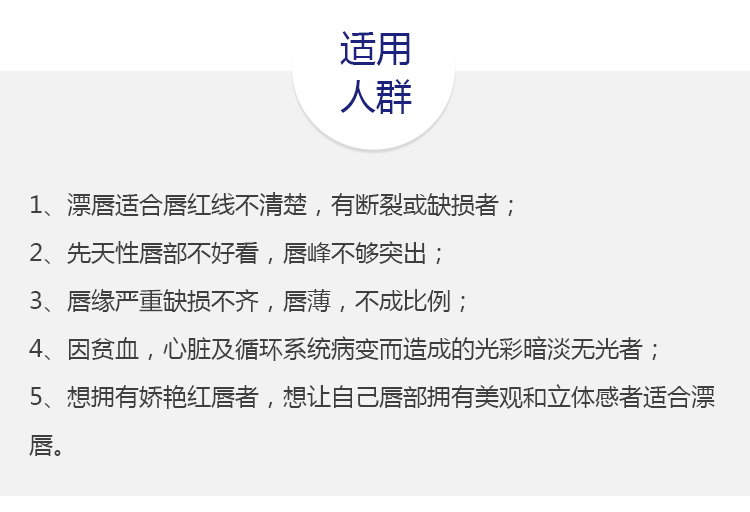 适用
人群
1、漂唇适合唇红线不清楚，有断裂或缺损者；
2、先天性唇部不好看，唇峰不够突出；
3、唇缘严重缺损不齐，唇薄，不成比例；
4、因贫血，心脏及循环系统病变而造成的光彩暗淡无光者；
5、想拥有娇艳红唇者，想让自己唇部拥有美观和立体感者适合漂
唇。